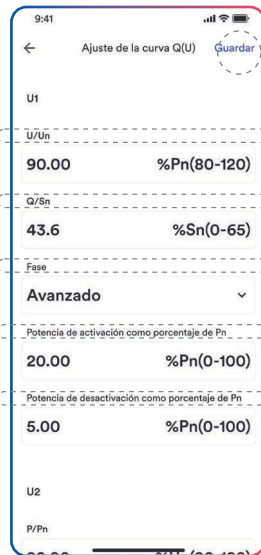 9:41
Ajuste de la curva Q(U) Guardar
U1
U/Un
90.00 %Pn(80-120)
Q/Sn
43.6 %Sn(0-65)
Fase
Avanzado
Potencia de activación como porcentaje de Pn
20.00 %Pn(0-100)
Potencia de desactivación como porcentaje de Pn
5.00 %Pn(0-100)
U2
P/Pn